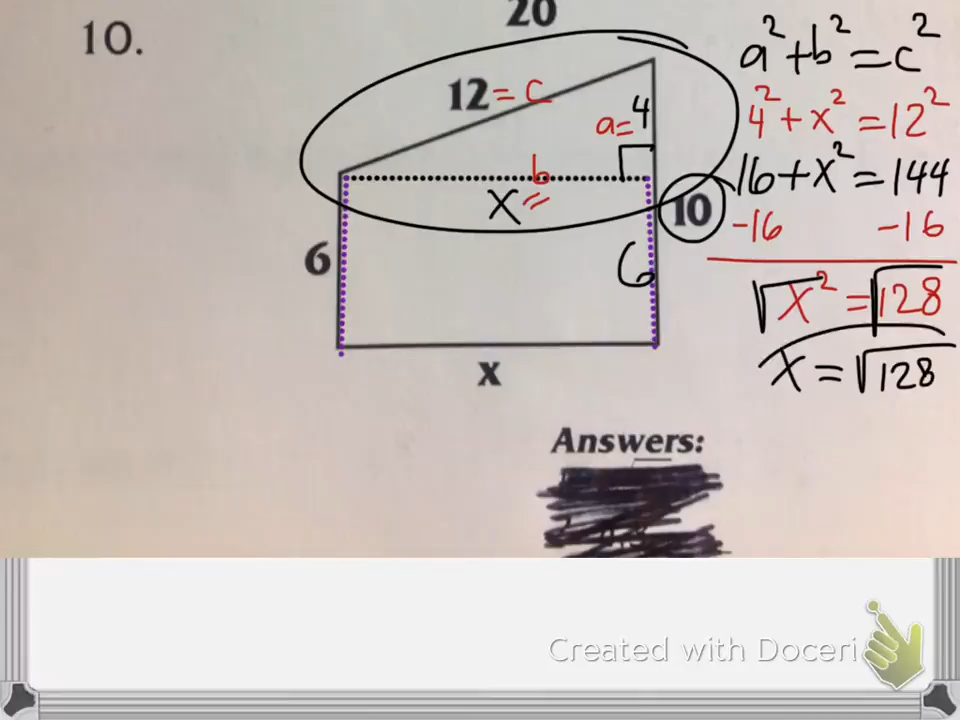 20
10.
12 = c
a=4
b
x =
6
10
6
x
a²+b²=c²
4²+x²=12²
16+x²=144
-16 -16
√x² = √128
x = √128
Answers:
Created with Doceri